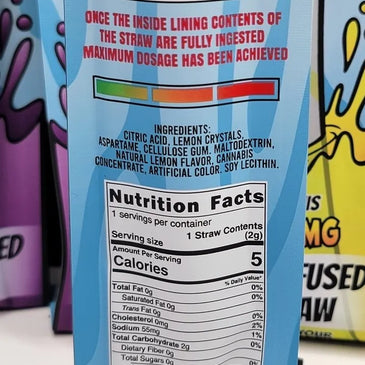 ONCE THE INSIDE LINING CONTENTS OF
THE STRAW ARE FULLY INGESTED
MAXIMUM DOSAGE HAS BEEN ACHIEVED
INGREDIENTS:
CITRIC ACID, LEMON CRYSTALS,
ASPARTAME, CELLULOSE GUM. MALTODEXTRIN,
NATURAL LEMON FLAVOR, CANNABIS
CONCENTRATE, ARTIFICIAL COLOR. SOY LECITHIN.
Nutrition Facts
1 servings per container
Serving size 1 Straw Contents
(2g)
Amount Per Serving
Calories 5
% Daily Value*
Total Fat 0g 0%
Saturated Fat 0g 0%
Trans Fat 0g
Cholesterol 0mg 0%
Sodium 55mg 2%
Total Carbohydrate 2g 1%
Dietary Fiber 0g 0%
Total Sugars 0g
ED
IS
MG
FUSED
AW